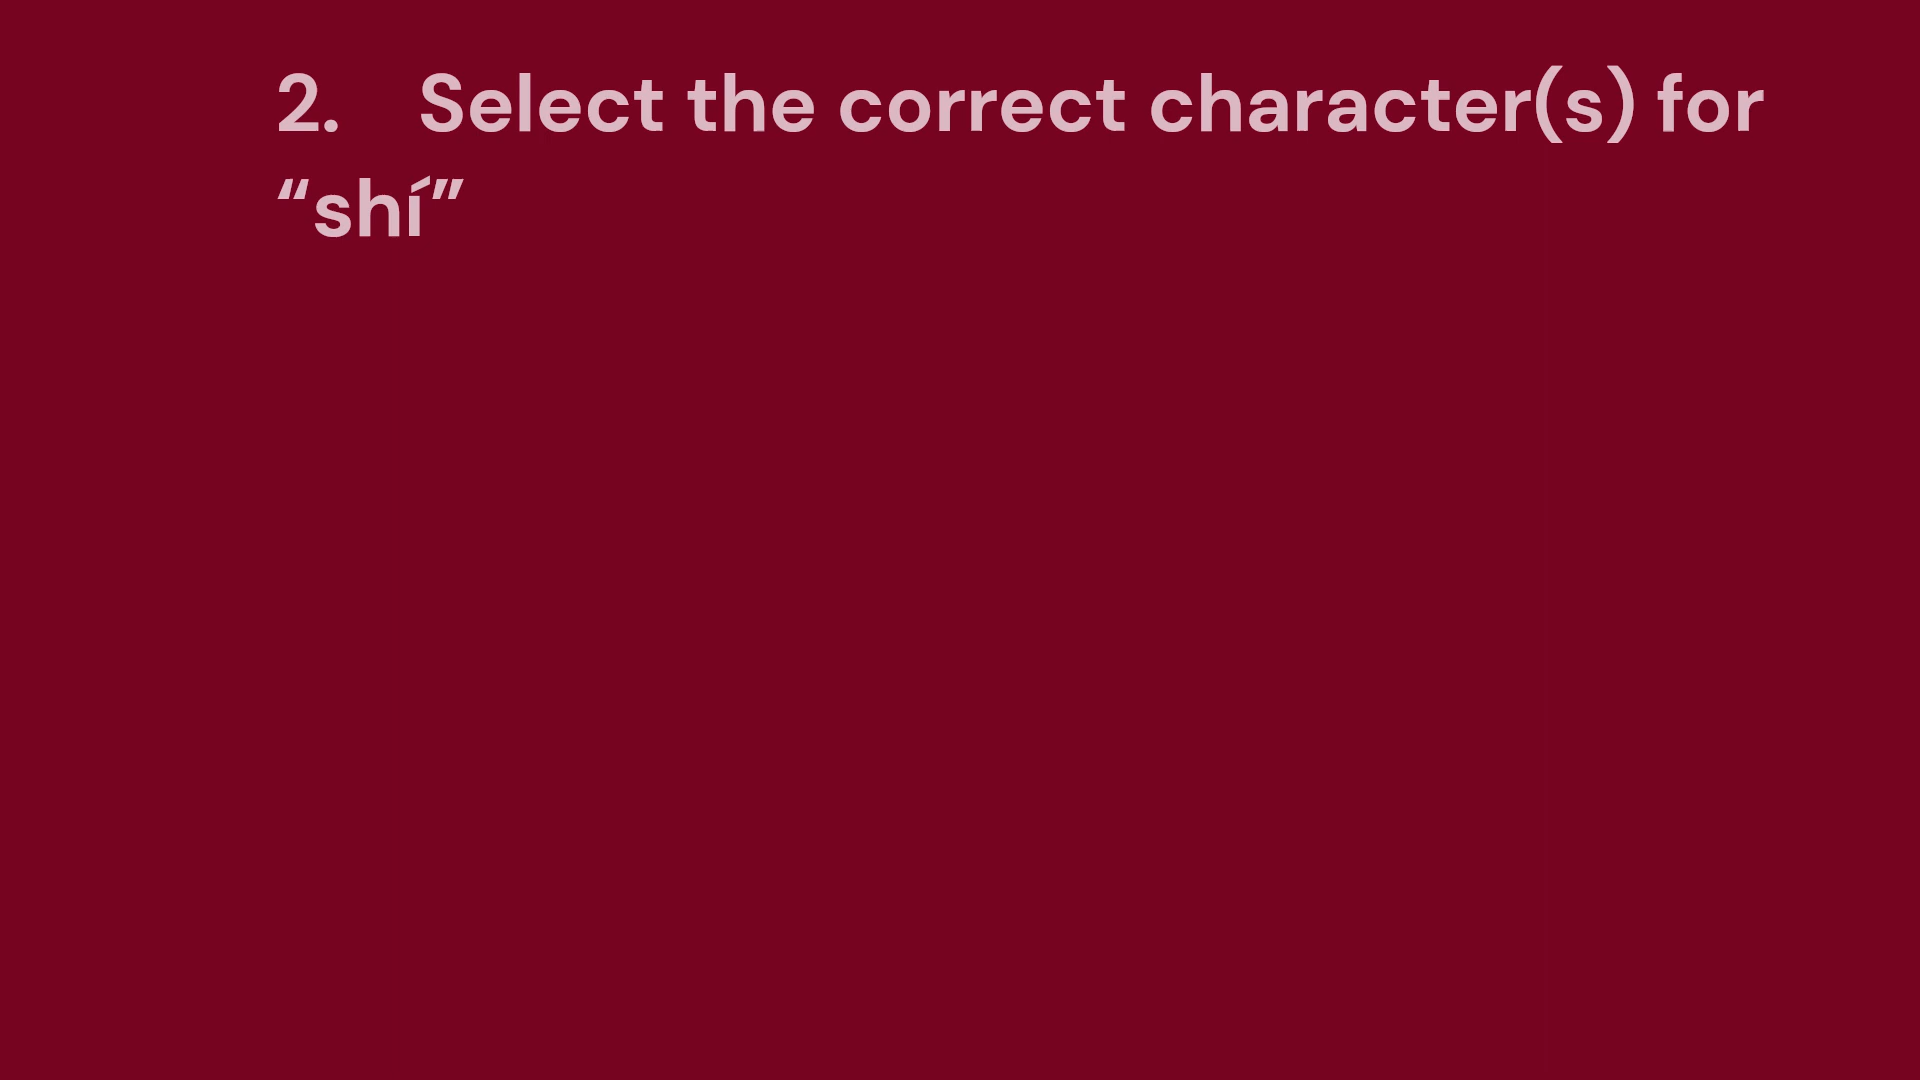 2. Select the correct character(s) for
“shí”